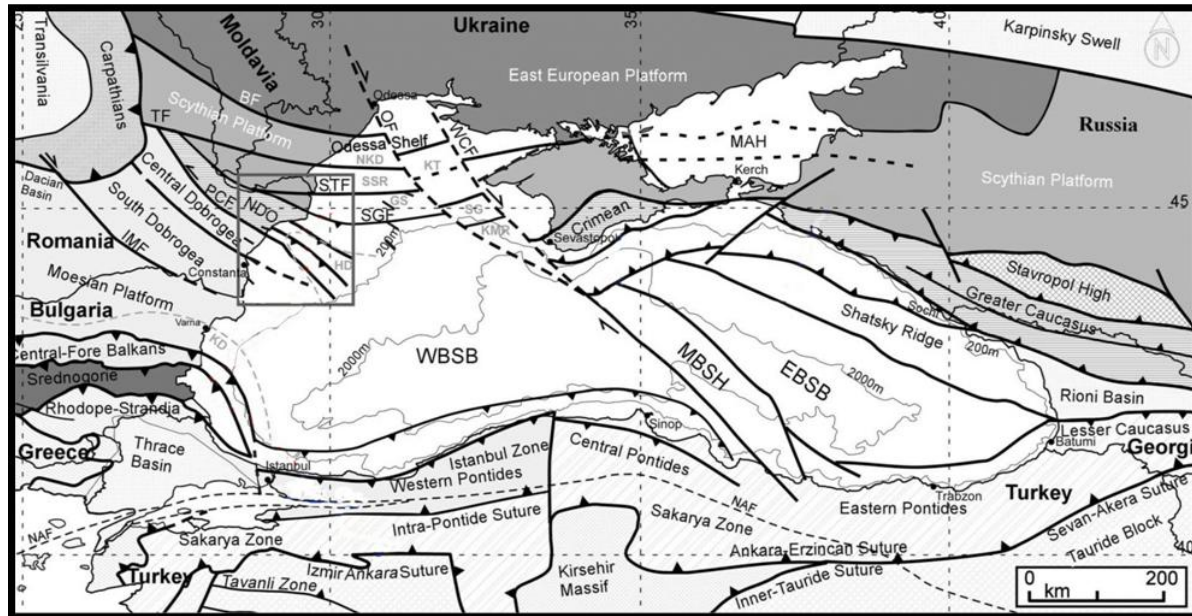 25
30
35
40
Ukraine
Karpinsky Swell
N
Transilvania
Carpathians
Moldavia
East European Platform
BF
TF
Scythian Platform
Odessa
OF
WCF
Odessa Shelf
NKD
KT
MAH
Russia
Kerch
Scythian Platform
Dacian Basin
Central Dobrogea
PCF
NDO
STF
SSR
GS
SG
SGF
KMR
Crimean
Sevastopol
45
South Dobrogea
IMF
HD
200m
Romania
Constanta
Moesian Platform
Stavropol High
Greater Caucasus
Bulgaria
Varna
KD
Sochi
200m
Shatsky Ridge
Central-Fore Balkans
2000m
WBSB
MBSH
EBSB
2000m
Srednogorie
Rioni Basin
Rhodope-Strandja
Sinop
Lesser Caucasus
Batumi
Greece
Thrace Basin
Istanbul
Istanbul Zone
Western Pontides
Central Pontides
Georgi
Trabzon
Turkey
Eastern Pontides
NAF
NAF
Intra-Pontide Suture
Sakarya Zone
Sakarya Zone
Sevan-Akera Suture
Tauride Block
Ankara-Erzincan Suture
40
Turkey
Tavanli Zone
Izmir Ankara Suture
Kirsehir Massif
Inner-Tauride Suture
0 200
km